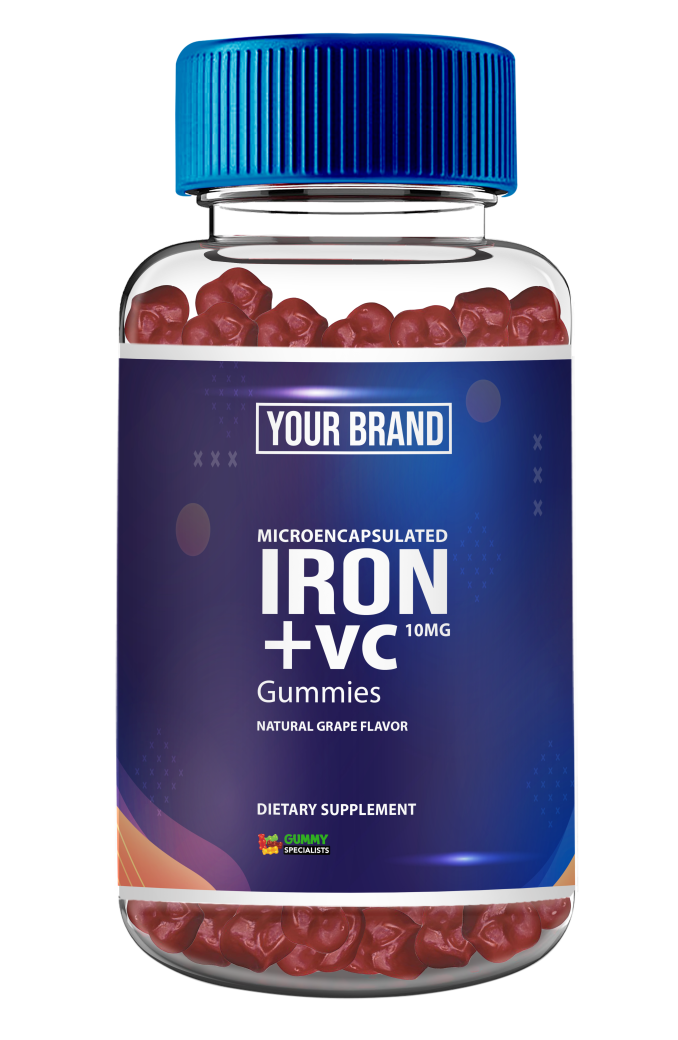 YOUR BRAND
MICROENCAPSULATED
IRON
+VC 10MG
Gummies
NATURAL GRAPE FLAVOR
DIETARY SUPPLEMENT
GUMMY
SPECIALISTS